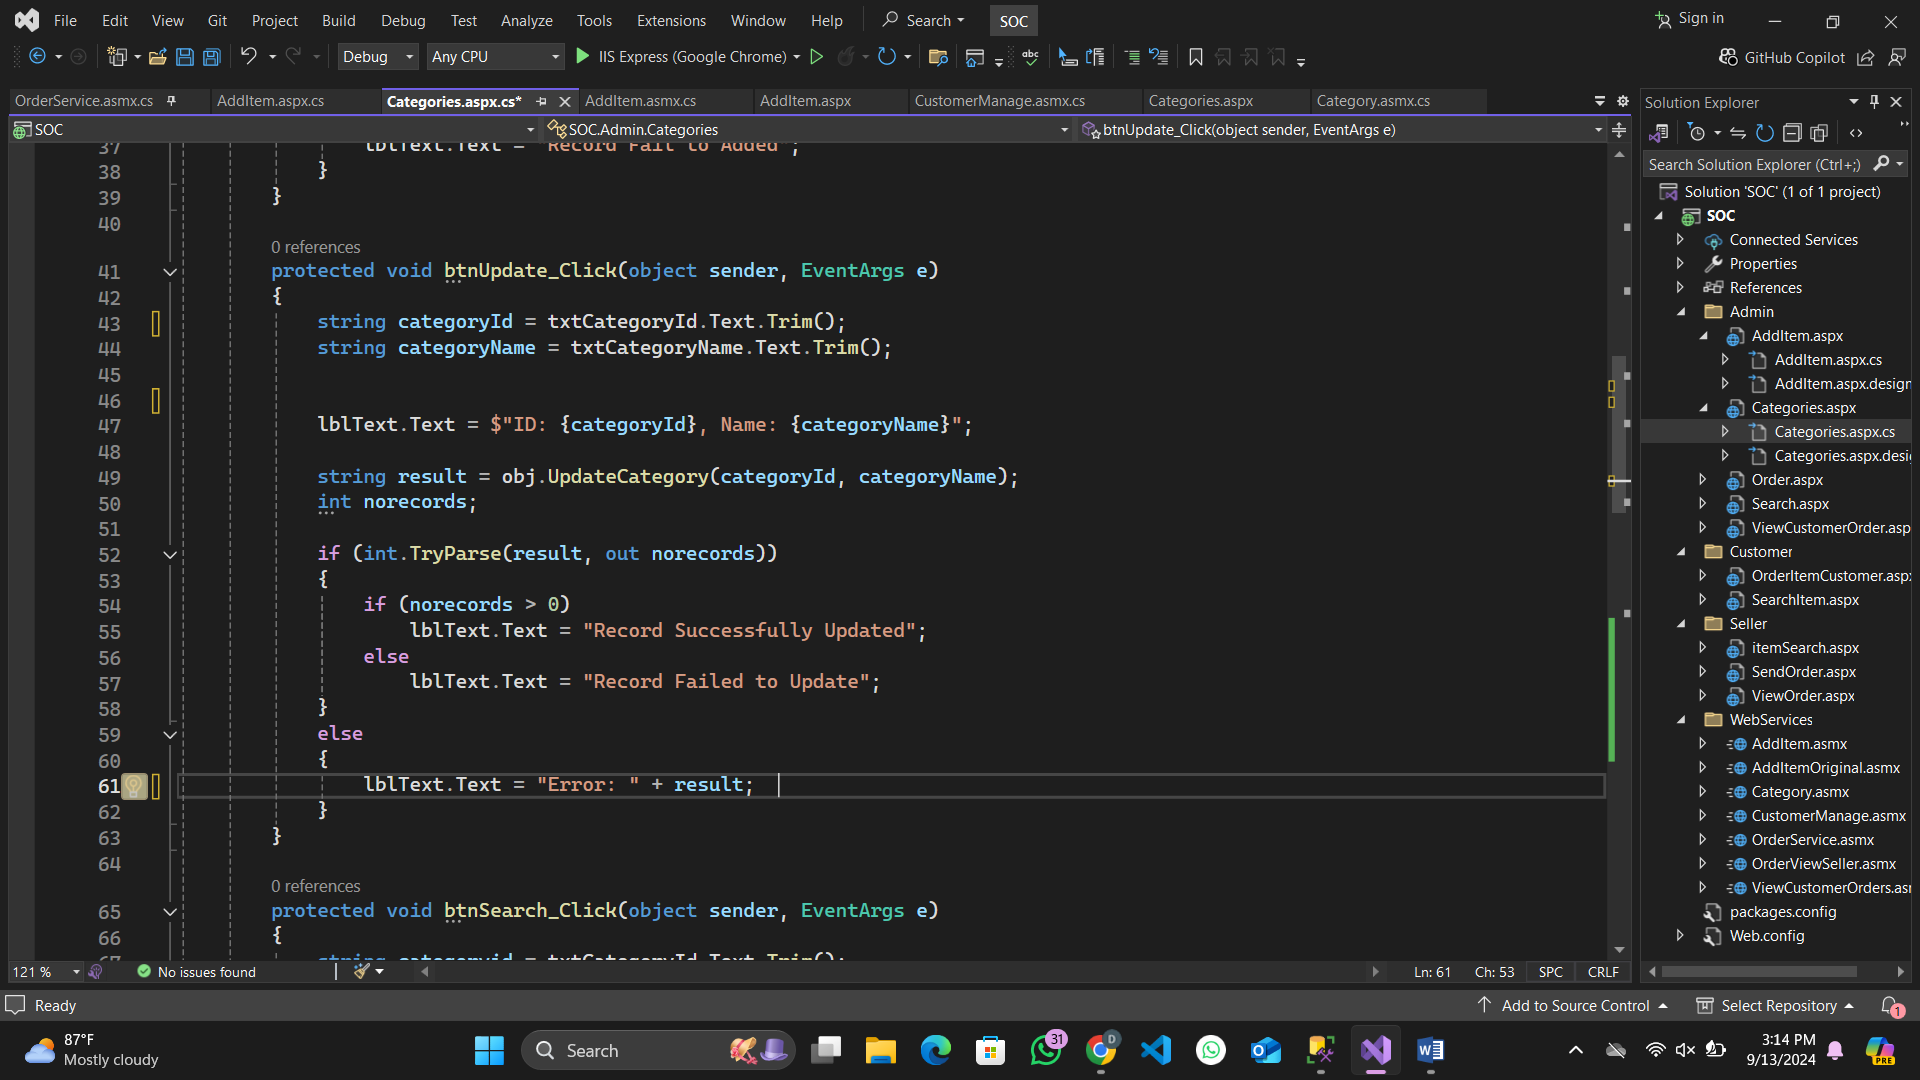 File Edit View Git Project Build Debug Test Analyze Tools Extensions Window Help Search SOC Sign in
Debug Any CPU IIS Express (Google Chrome) abc GitHub Copilot
OrderService.asmx.cs AddItem.aspx.cs Categories.aspx.cs* AddItem.asmx.cs AddItem.aspx CustomerManage.asmx.cs Categories.aspx Category.asmx.cs
SOC SOC.Admin.Categories btnUpdate_Click(object sender, EventArgs e)
37 lblText.Text = "Record Fail to Added";
38 }
39 }
40
0 references
41 protected void btnUpdate_Click(object sender, EventArgs e)
42 {
43 string categoryId = txtCategoryId.Text.Trim();
44 string categoryName = txtCategoryName.Text.Trim();
45
46
47 lblText.Text = $"ID: {categoryId}, Name: {categoryName}";
48
49 string result = obj.UpdateCategory(categoryId, categoryName);
50 int norecords;
51
52 if (int.TryParse(result, out norecords))
53 {
54 if (norecords > 0)
55 lblText.Text = "Record Successfully Updated";
56 else
57 lblText.Text = "Record Failed to Update";
58 }
59 else
60 {
61 lblText.Text = "Error: " + result;
62 }
63 }
64
0 references
65 protected void btnSearch_Click(object sender, EventArgs e)
66 {
67 string categoryid = txtCategoryId.Text.Trim();
121 % No issues found Ln: 61 Ch: 53 SPC CRLF
Solution Explorer
Search Solution Explorer (Ctrl+;)
Solution 'SOC' (1 of 1 project)
SOC
Connected Services
Properties
References
Admin
AddItem.aspx
AddItem.aspx.cs
AddItem.aspx.design
Categories.aspx
Categories.aspx.cs
Categories.aspx.desi
Order.aspx
Search.aspx
ViewCustomerOrder.asp
Customer
OrderItemCustomer.asp
SearchItem.aspx
Seller
itemSearch.aspx
SendOrder.aspx
ViewOrder.aspx
WebServices
AddItem.asmx
AddItemOriginal.asmx
Category.asmx
CustomerManage.asmx
OrderService.asmx
OrderViewSeller.asmx
ViewCustomerOrders.asm
packages.config
Web.config
Ready Add to Source Control Select Repository 1
87°F
Mostly cloudy
Search
31
D
3:14 PM
9/13/2024
PRE